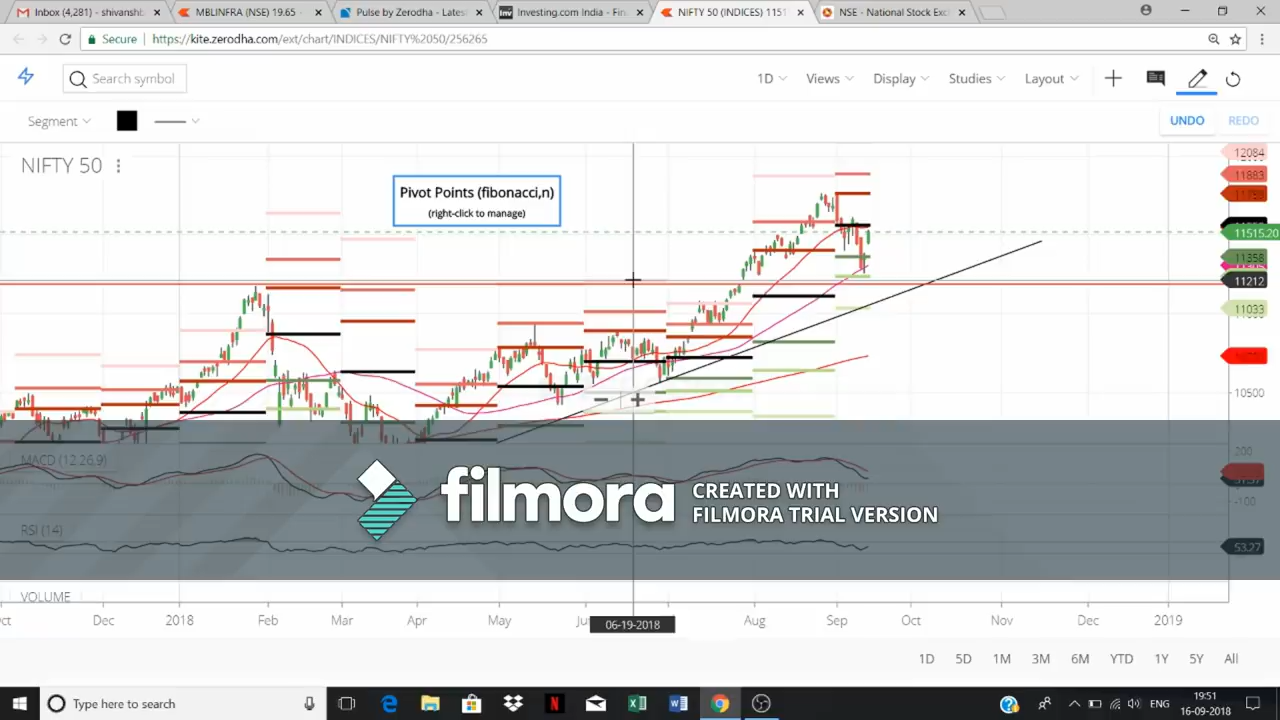 Inbox (4,281) - shivansht
MBLINFRA (NSE) 19.65 -
Pulse by Zerodha - Latest
Investing.com India - Fin
NIFTY 50 (INDICES) 1151
NSE - National Stock Exc
Secure
https://kite.zerodha.com/ext/chart/INDICES/NIFTY%2050/256265
Search symbol
1D
Views
Display
Studies
Layout
Segment
UNDO
REDO
NIFTY 50
Pivot Points (fibonacci,n)
(right-click to manage)
12084
11883
11759
11515.20
11358
11212
11033
10500
MACD (12,26,9)
200
-100
filmora
CREATED WITH
FILMORA TRIAL VERSION
RSI (14)
53.27
VOLUME
Dec
2018
Feb
Mar
Apr
May
06-19-2018
Aug
Sep
Oct
Nov
Dec
2019
1D
5D
1M
3M
6M
YTD
1Y
5Y
All
Type here to search
ENG
19:51
16-09-2018